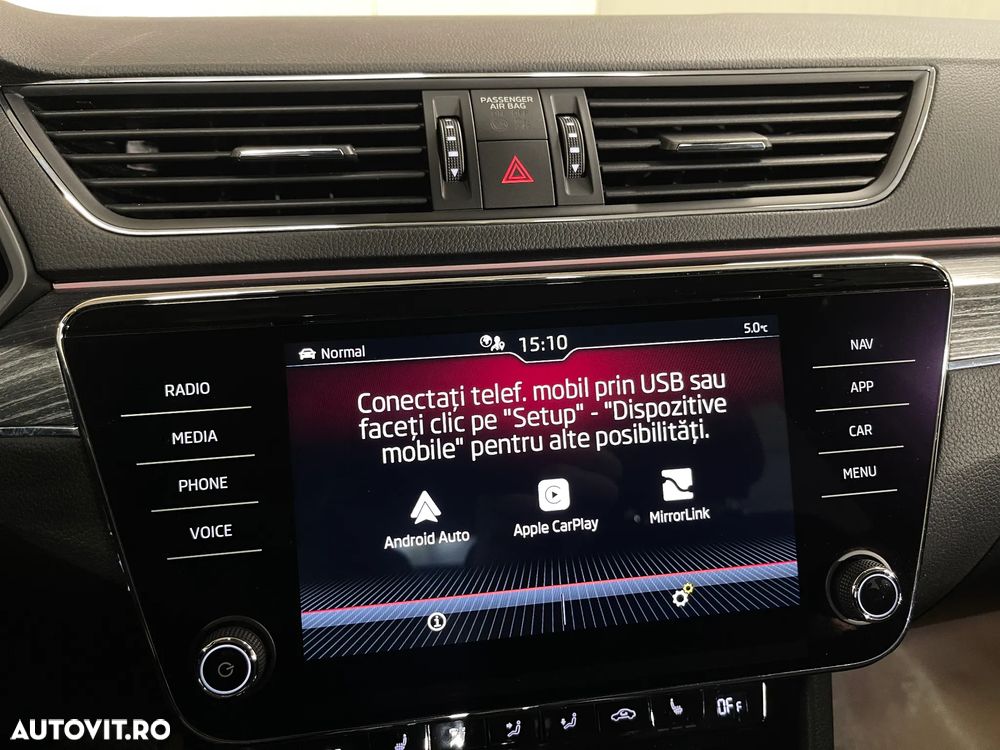 PASSENGER
AIR BAG
Normal
15:10
5.0°C
RADIO
MEDIA
PHONE
VOICE
Conectați telef. mobil prin USB sau
faceți clic pe "Setup" - "Dispozitive
mobile" pentru alte posibilități.
Android Auto
Apple CarPlay
MirrorLink
NAV
APP
CAR
MENU
OFF
AUTOVIT.RO